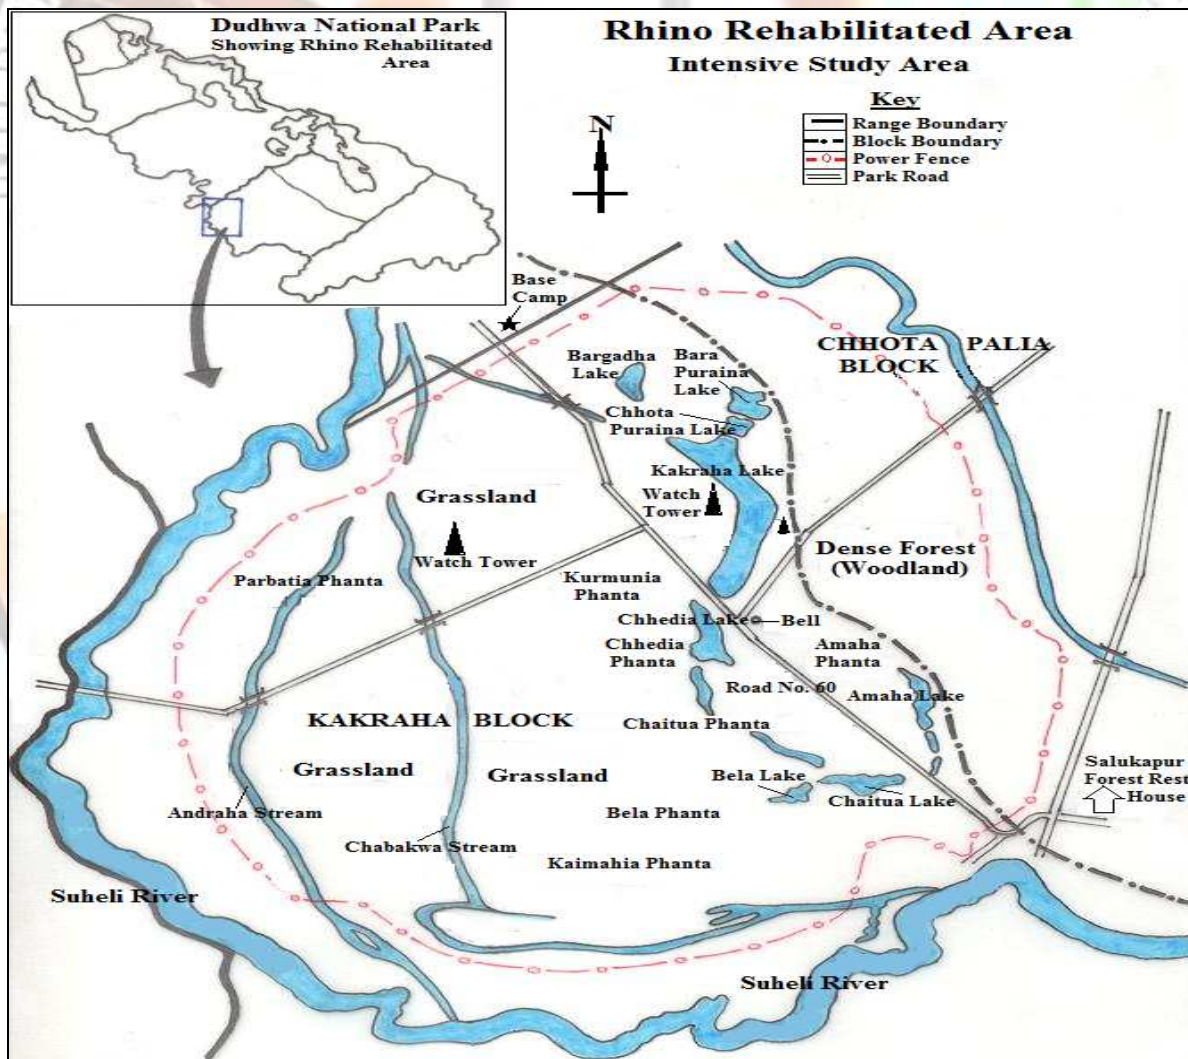 Dudhwa National Park
Showing Rhino Rehabilitated
Area
Rhino Rehabilitated Area
Intensive Study Area
Key
Range Boundary
Block Boundary
Power Fence
Park Road
N
Base
Camp
CHHOTA PALIA
BLOCK
Bargadha
Lake
Bara
Puraina
Lake
Chhota
Puraina Lake
Kakraha Lake
Grassland
Watch
Tower
Watch Tower
Dense Forest
(Woodland)
Parbatia Phanta
Kurmunia
Phanta
Chhedia Lake
Bell
Chhedia
Phanta
Amaha
Phanta
Road No. 60
Amaha Lake
KAKRAHA BLOCK
Chaitua Phanta
Grassland
Grassland
Bela Lake
Salukapur
Forest Rest
House
Chaitua Lake
Andraha Stream
Bela Phanta
Chabakwa Stream
Kaimahia Phanta
Suheli River
Suheli River